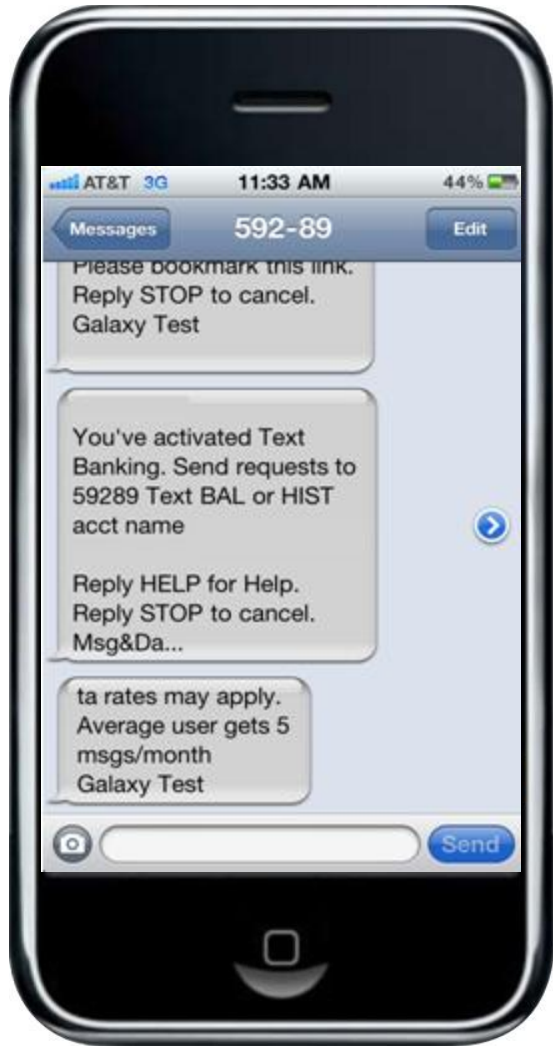 AT&T 3G 11:33 AM 44%
Messages 592-89 Edit
Please bookmark this link.
Reply STOP to cancel.
Galaxy Test
You've activated Text
Banking. Send requests to
59289 Text BAL or HIST
acct name
Reply HELP for Help.
Reply STOP to cancel.
Msg&Da...
ta rates may apply.
Average user gets 5
msgs/month
Galaxy Test
Send